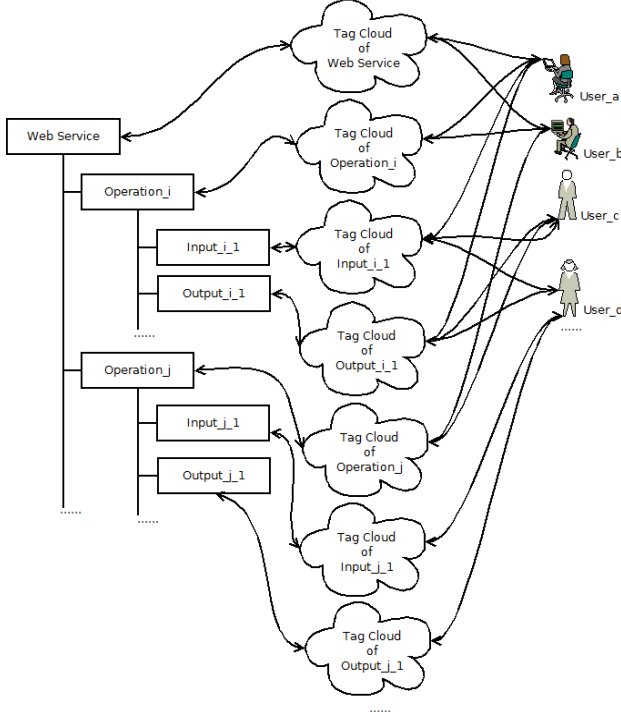 Tag Cloud
of
Web Service
User_a
Web Service
Tag Cloud
of
Operation_i
User_b
Operation_i
User_c
Input_i_1
Tag Cloud
of
Input_i_1
Output_i_1
User_d
......
......
Tag Cloud
of
Output_i_1
Operation_j
Input_j_1
Tag Cloud
of
Operation_j
Output_j_1
......
......
Tag Cloud
of
Input_j_1
Tag Cloud
of
Output_j_1
......